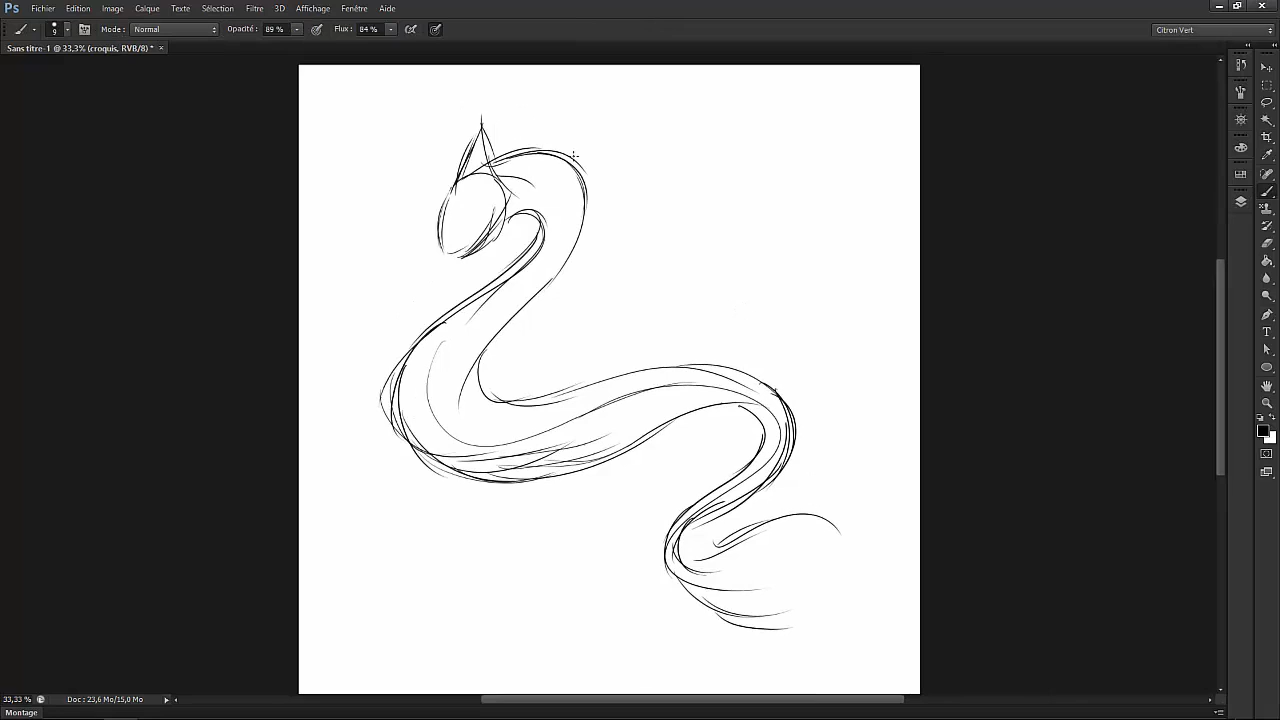 Ps Fichier Edition Image Calque Texte Sélection Filtre 3D Affichage Fenêtre Aide
9 Mode : Normal Opacité : 89 % Flux : 84 % Citron Vert
Sans titre-1 @ 33,3% (croquis, RVB/8) * ×
33,33 % Doc : 23,6 Mo/15,0 Mo
Montage